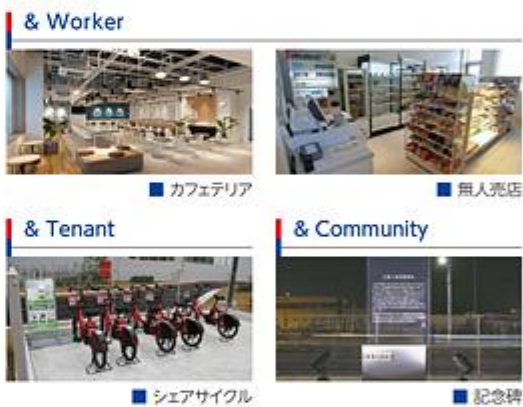 & Worker
カフェテリア
無人売店
& Tenant
& Community
シェアサイクル
記念碑